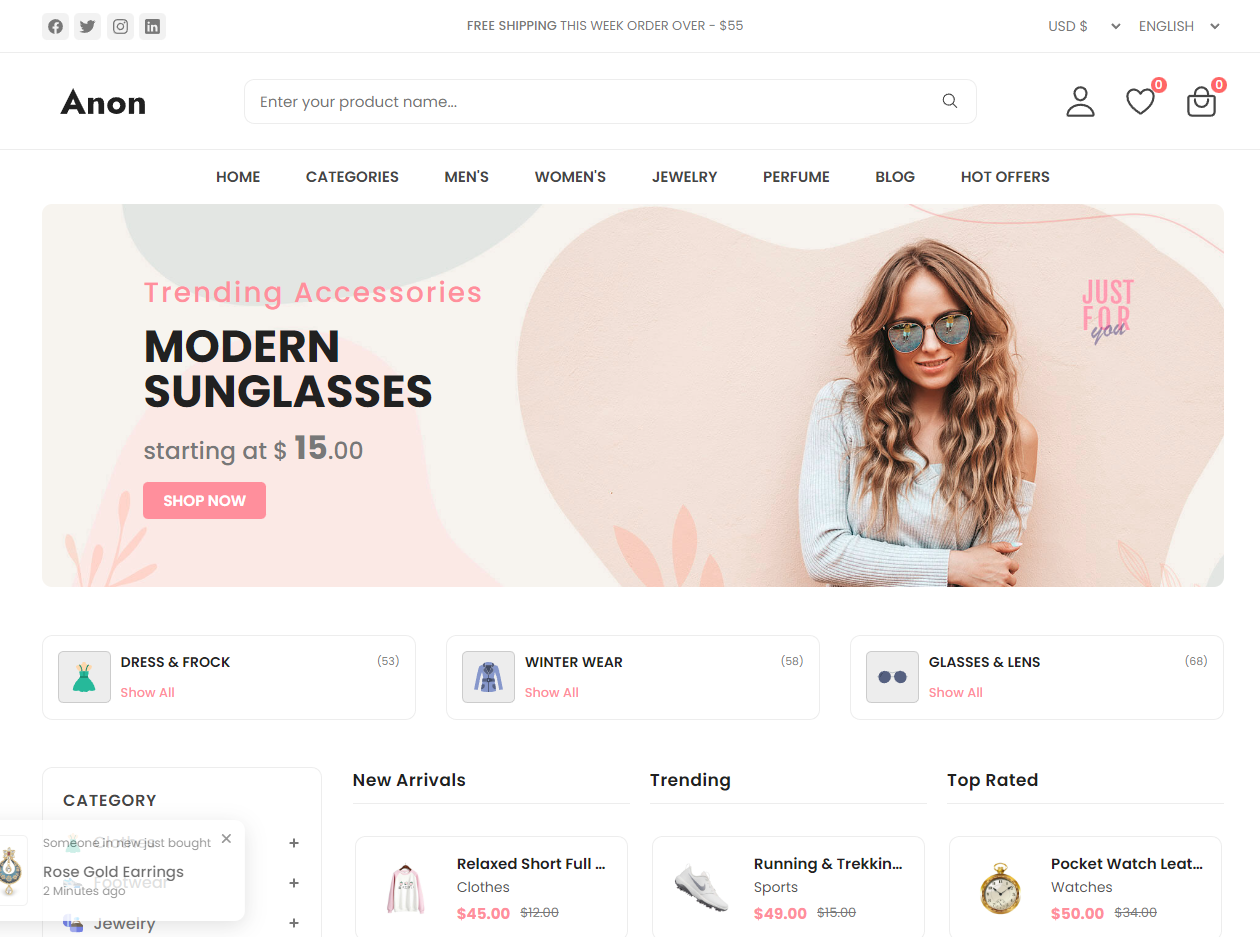 FREE SHIPPING THIS WEEK ORDER OVER - $55
USD $
ENGLISH
Anon
Enter your product name...
0
0
HOME
CATEGORIES
MEN'S
WOMEN'S
JEWELRY
PERFUME
BLOG
HOT OFFERS
Trending Accessories
MODERN
SUNGLASSES
starting at $ 15.00
SHOP NOW
JUST
FOR
you
DRESS & FROCK
(53)
Show All
WINTER WEAR
(58)
Show All
GLASSES & LENS
(68)
Show All
CATEGORY
Clothes
Footwear
Jewelry
Someone in new just bought
Rose Gold Earrings
2 Minutes ago
New Arrivals
Relaxed Short Full ...
Clothes
$45.00 $12.00
Trending
Running & Trekkin...
Sports
$49.00 $15.00
Top Rated
Pocket Watch Leat...
Watches
$50.00 $34.00